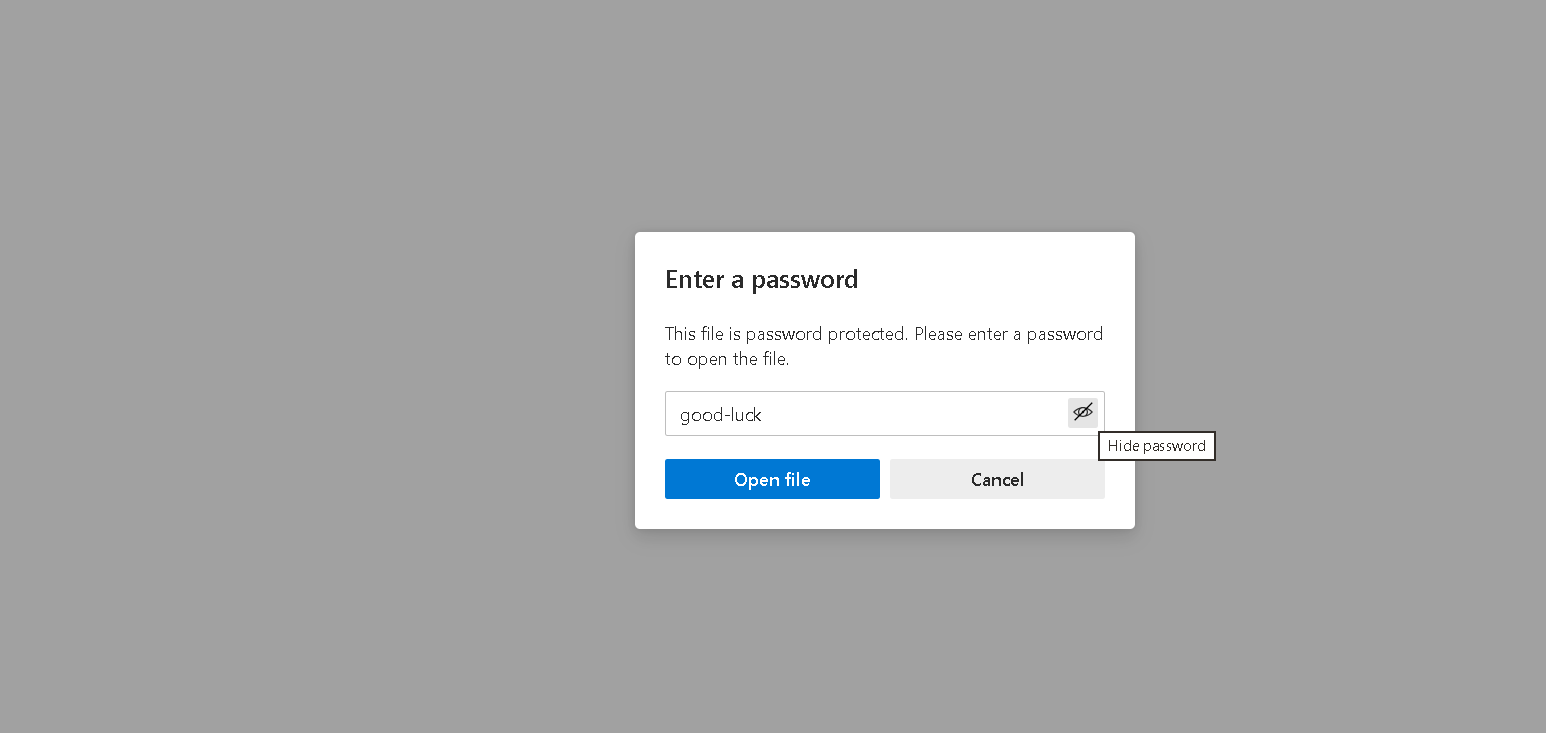 Enter a password
This file is password protected. Please enter a password
to open the file.
good-luck
Hide password
Open file
Cancel